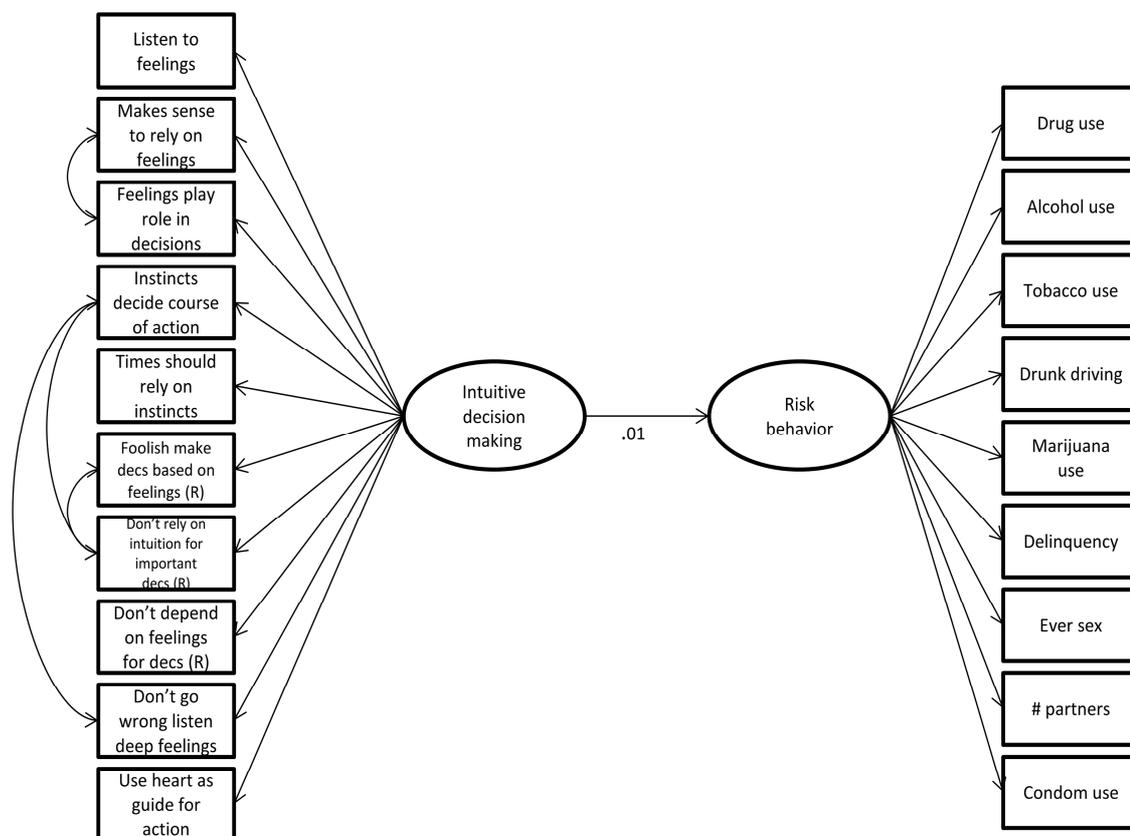 Listen to
feelings
Makes sense
to rely on
feelings
Feelings play
role in
decisions
Instincts
decide course
of action
Times should
rely on
instincts
Foolish make
decs based on
feelings (R)
Don't rely on
intuition for
important
decs (R)
Don't depend
on feelings
for decs (R)
Don't go
wrong listen
deep feelings
Use heart as
guide for
action
Intuitive
decision
making
.01
Risk
behavior
Drug use
Alcohol use
Tobacco use
Drunk driving
Marijuana
use
Delinquency
Ever sex
# partners
Condom use